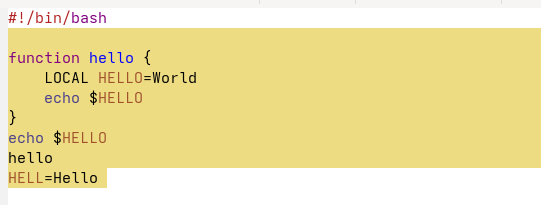 #!/bin/bash
function hello {
    LOCAL HELLO=World
    echo $HELLO
}
echo $HELLO
hello
HELL=Hello